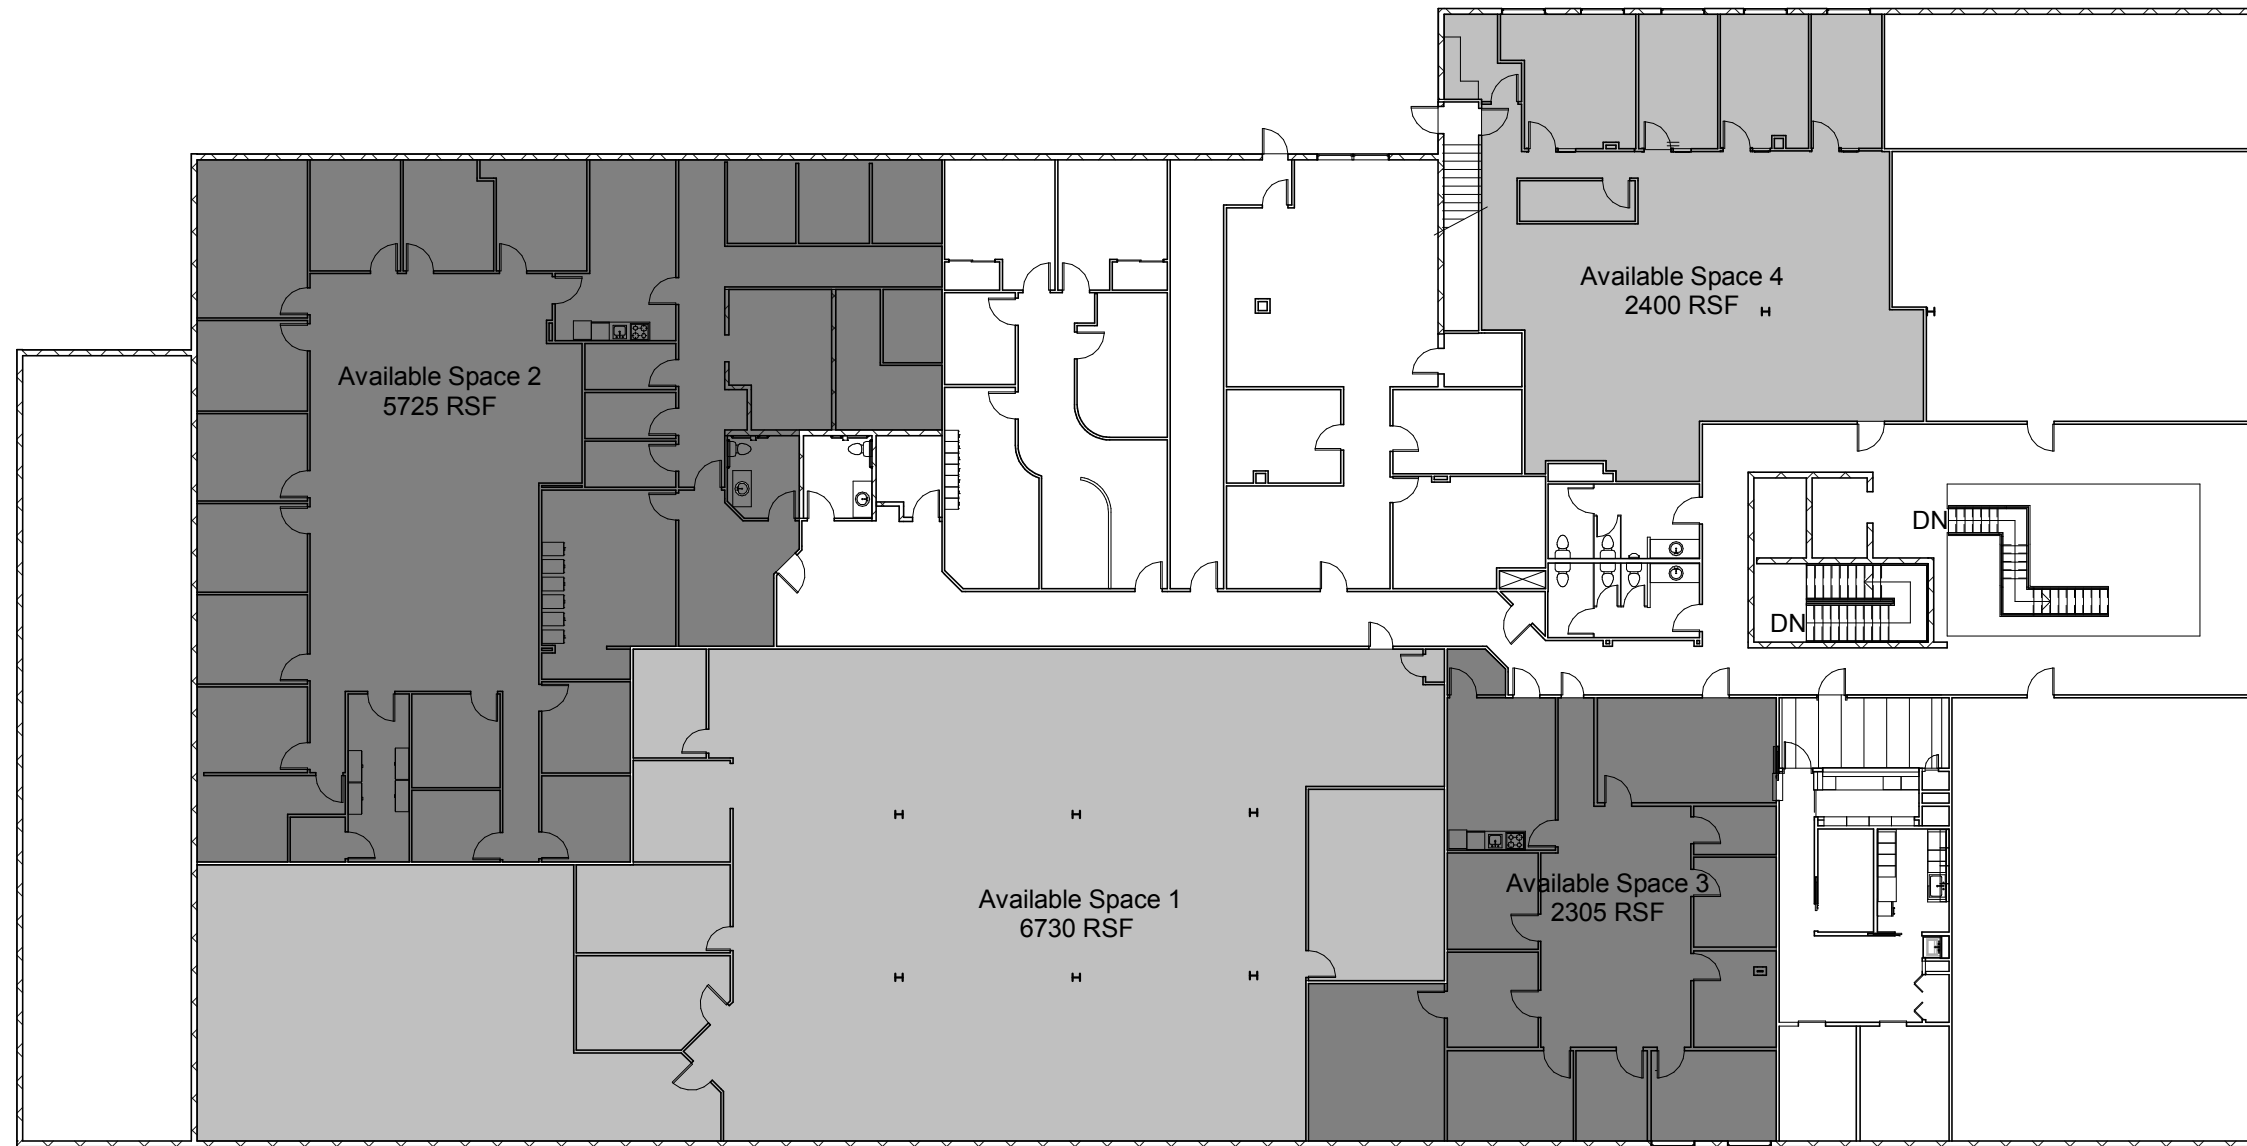 Available Space 4
2400 RSF
Available Space 2
5725 RSF
DN
DN
Available Space 1
6730 RSF
Available Space 3
2305 RSF